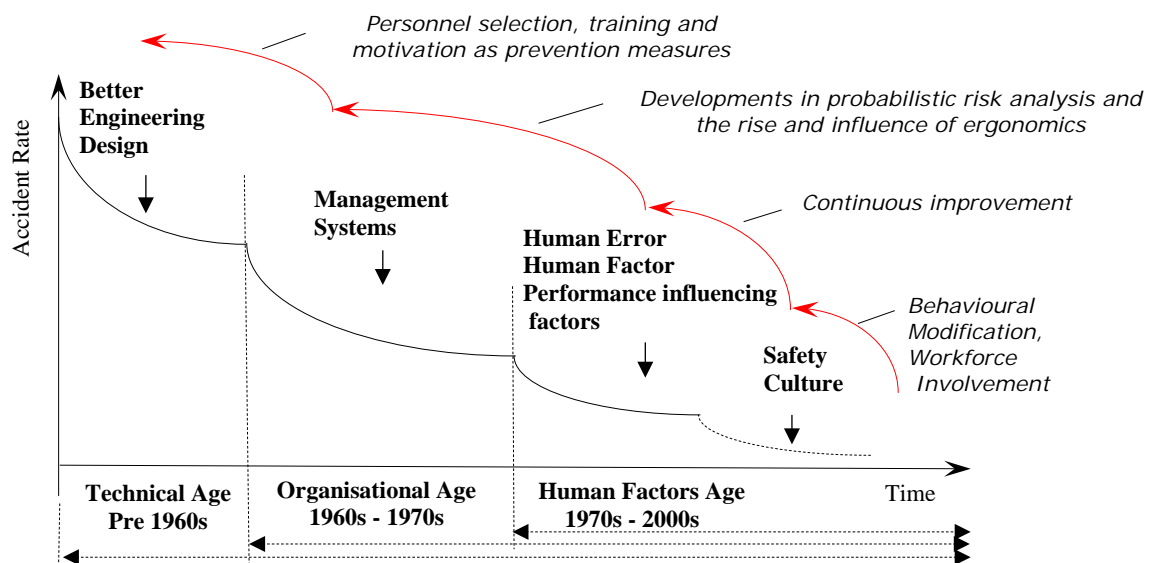 Personnel selection, training and
motivation as prevention measures
Better
Engineering
Design
Developments in probabilistic risk analysis and
the rise and influence of ergonomics
Accident Rate
Management
Systems
Continuous improvement
Human Error
Human Factor
Performance influencing
factors
Behavioural
Modification,
Workforce
Involvement
Safety
Culture
Technical Age
Pre 1960s
Organisational Age
1960s - 1970s
Human Factors Age
1970s - 2000s
Time